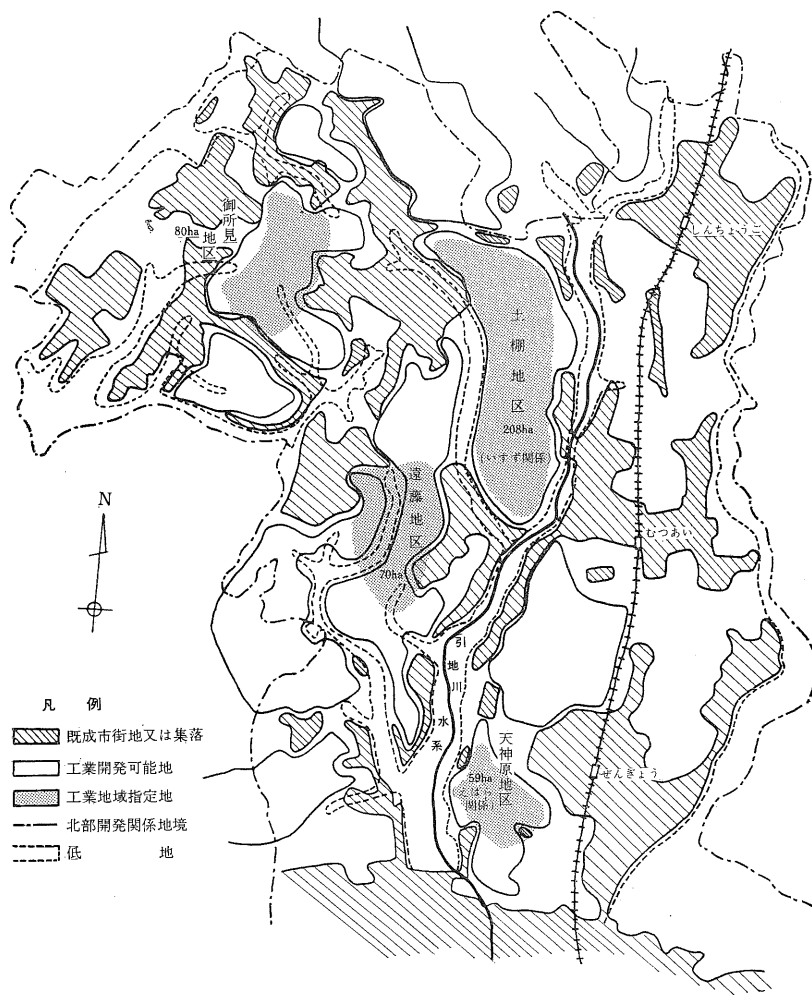 御所見地区
80ha
土棚地区
208ha
(いすず関係)
しんちょうご
遠藤地区
70ha
むつあい
N
引地川水系
天神原地区
59ha
関係)
ぜんぎょう
凡例
既成市街地又は集落
工業開発可能地
工業地域指定地
北部開発関係地境
低地